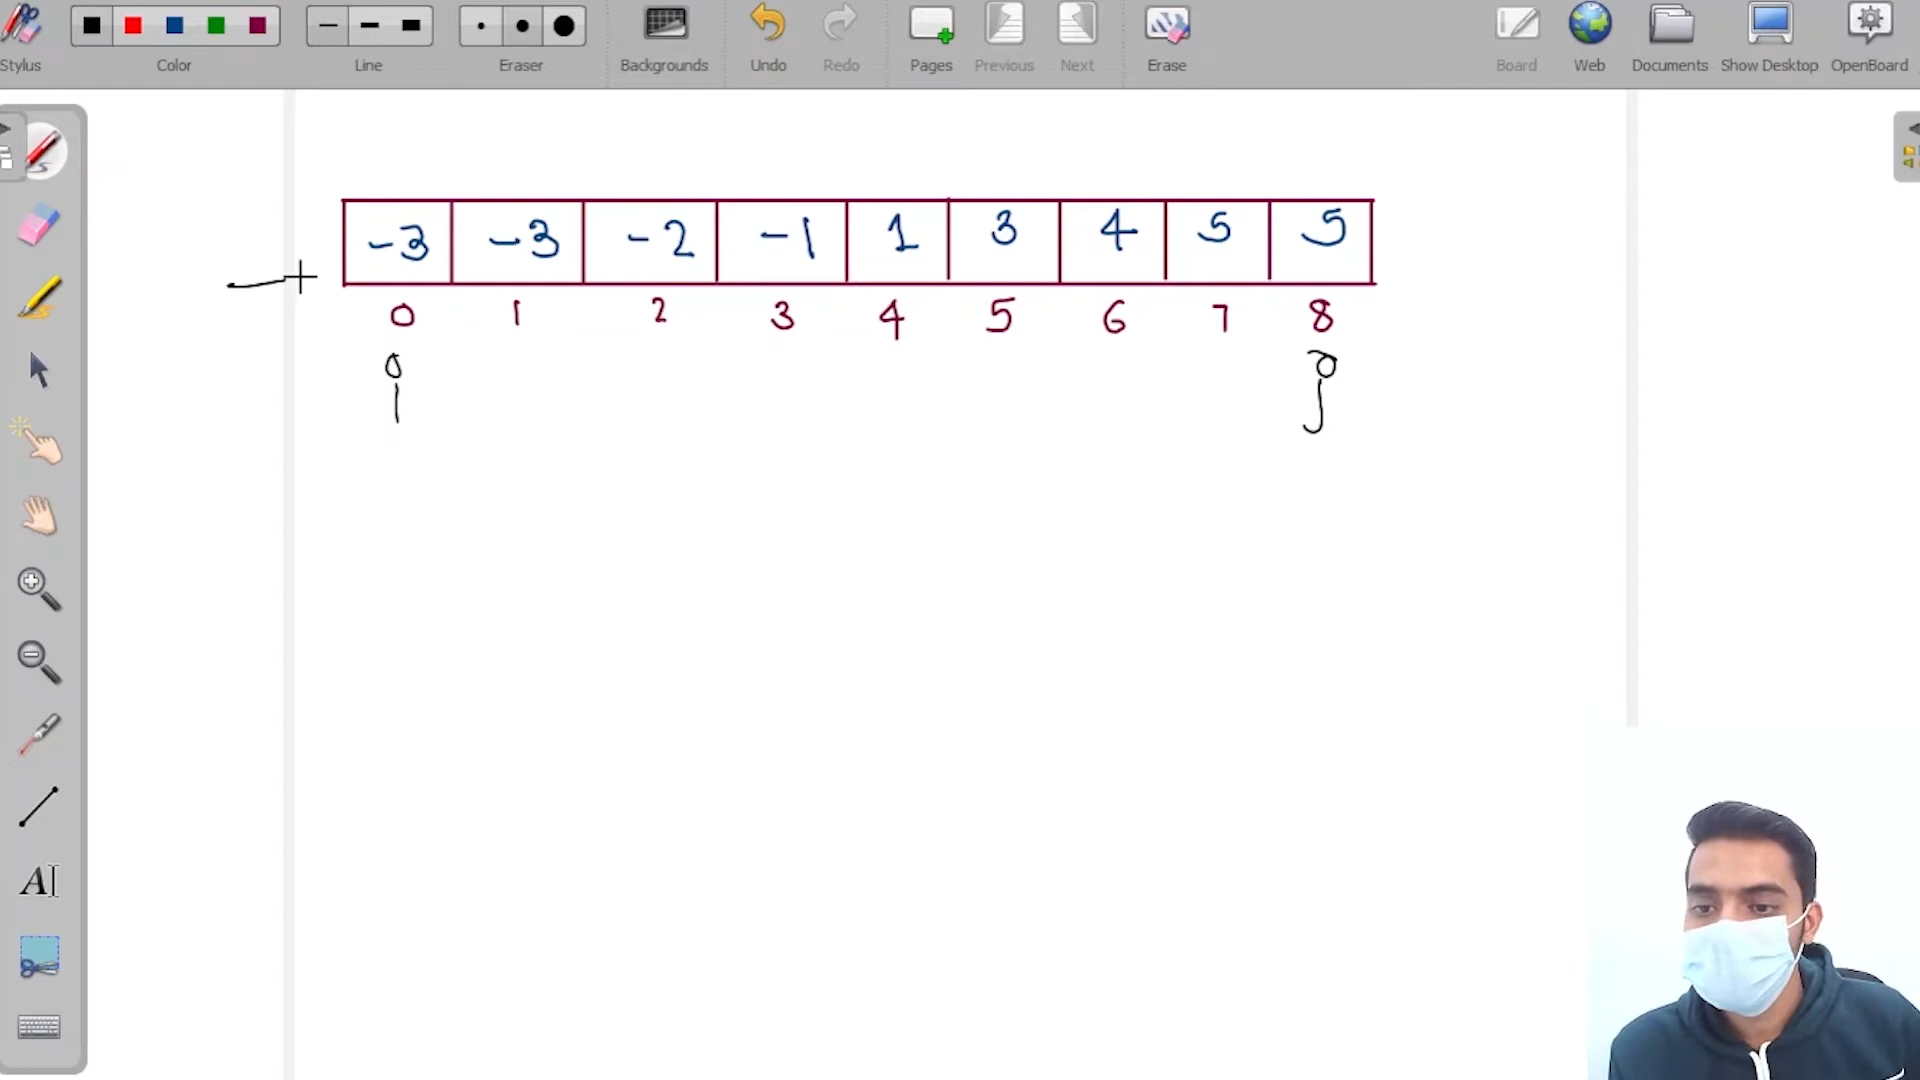 Stylus Color Line Eraser Backgrounds Undo Redo Pages Previous Next Erase Board Web Documents Show Desktop OpenBoard
-3 -3 -2 -1 1 3 4 5 5
0 1 2 3 4 5 6 7 8
i j